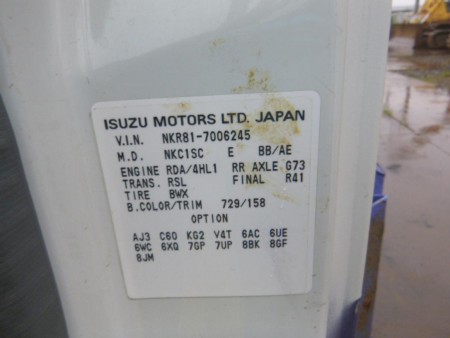 ISUZU MOTORS LTD. JAPAN
V.I.N. NKR81-7006245
M.D. NKC1SC E BB/AE
ENGINE RDA/4HL1 RR AXLE G73
TRANS. RSL FINAL R41
TIRE BWX
B.COLOR/TRIM 729/158
OPTION
AJ3 C60 KG2 V4T 6AC 6UE
6WC 6XQ 7GP 7UP 8BK 8GF
8JM